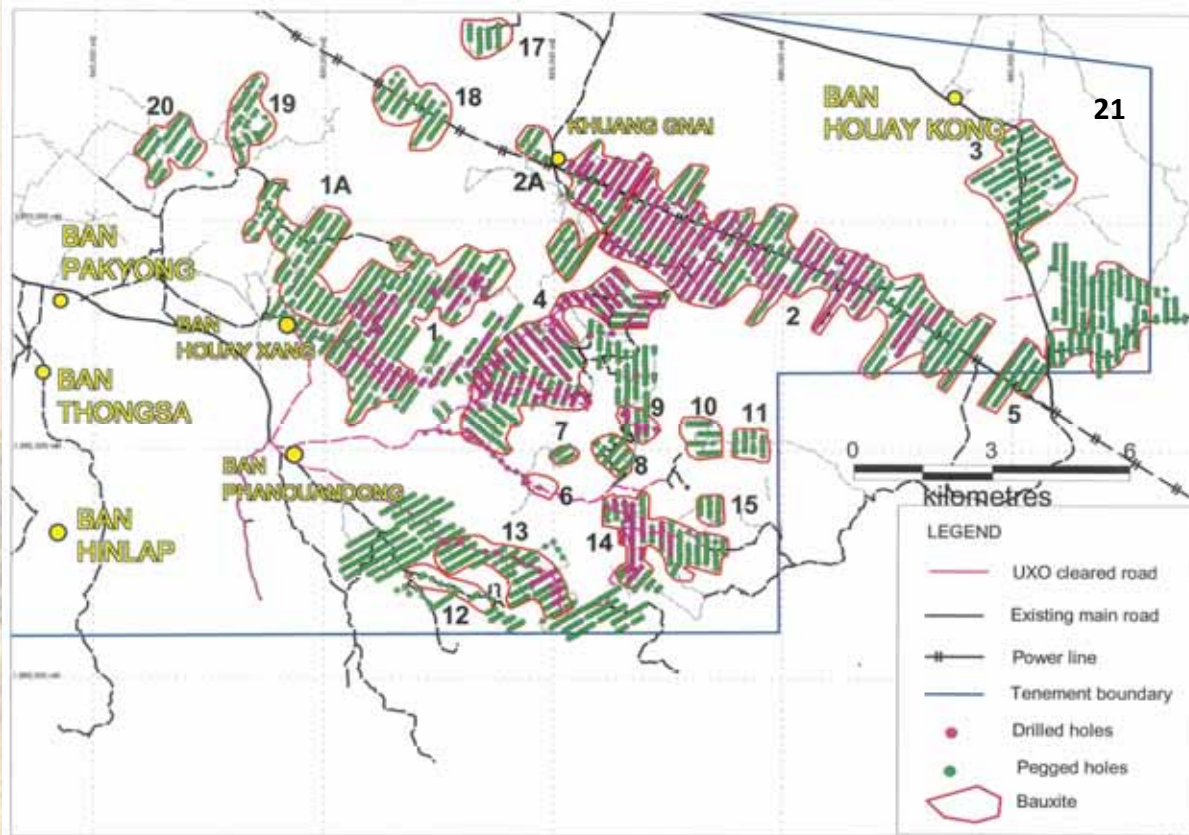 17
20
19
18
BAN
HOUAY KONG
21
KHUANG GNAI
3
1A
2A
BAN
PAKYONG
4
BAN
HOUAY XANG
1
2
BAN
THONGSA
5
9
10
11
7
8
0
3
6
kilometres
BAN
PHANOUANDONG
6
15
BAN
HINLAP
13
14
12
LEGEND
UXO cleared road
Existing main road
Power line
Tenement boundary
Drilled holes
Pegged holes
Bauxite